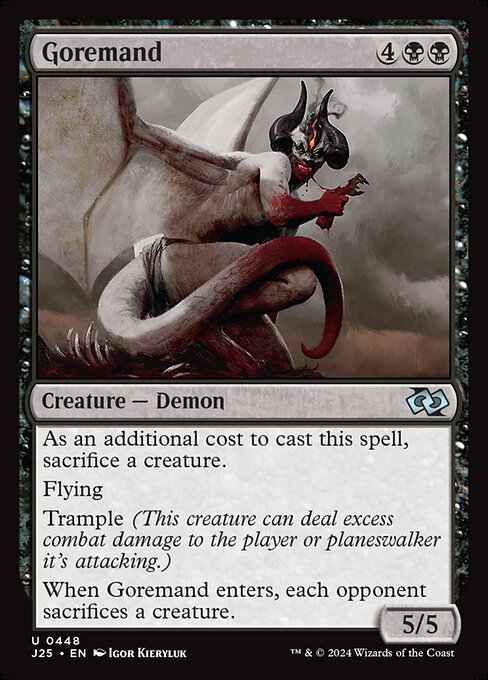 Goremand 4
Creature — Demon
As an additional cost to cast this spell,
sacrifice a creature.
Flying
Trample (This creature can deal excess
combat damage to the player or planeswalker
it's attacking.)
When Goremand enters, each opponent
sacrifices a creature.
5/5
U 0448
J25 • EN Igor Kieryluk
™ & © 2024 Wizards of the Coast